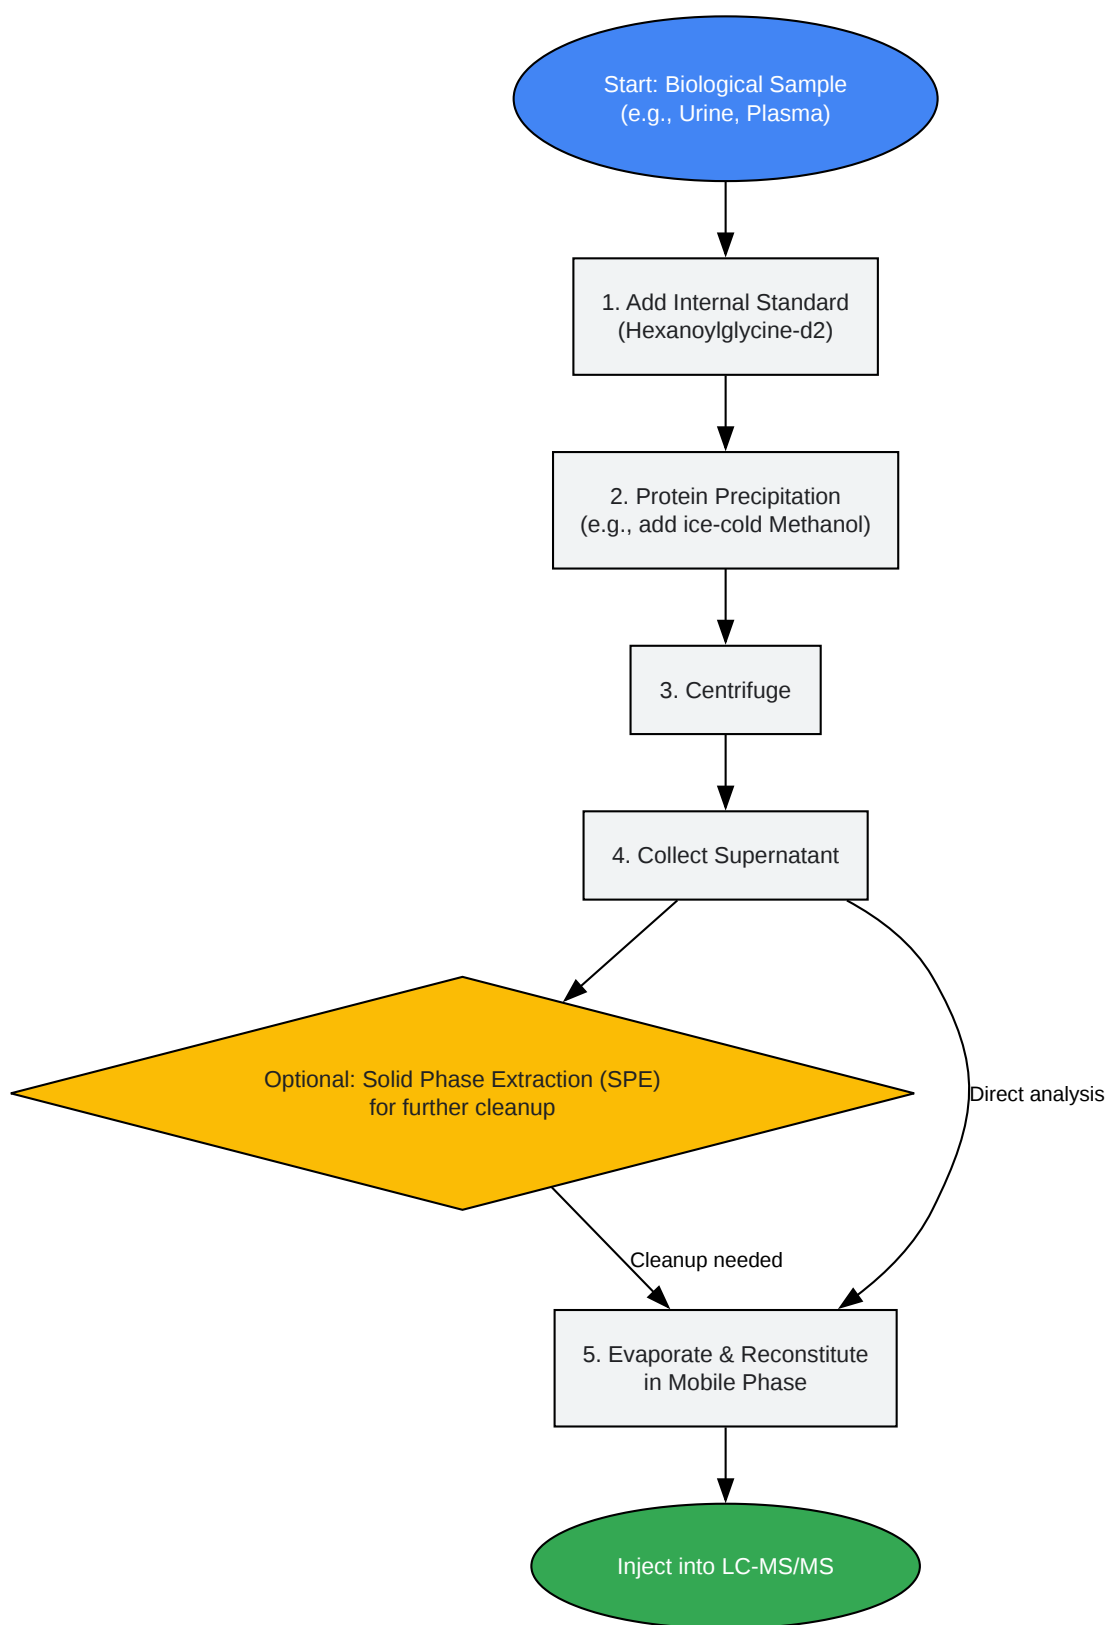 Start: Biological Sample
(e.g., Urine, Plasma)
1. Add Internal Standard
(Hexanoylglycine-d2)
2. Protein Precipitation
(e.g., add ice-cold Methanol)
3. Centrifuge
4. Collect Supernatant
Optional: Solid Phase Extraction (SPE)
for further cleanup
Direct analysis
Cleanup needed
5. Evaporate & Reconstitute
in Mobile Phase
Inject into LC-MS/MS